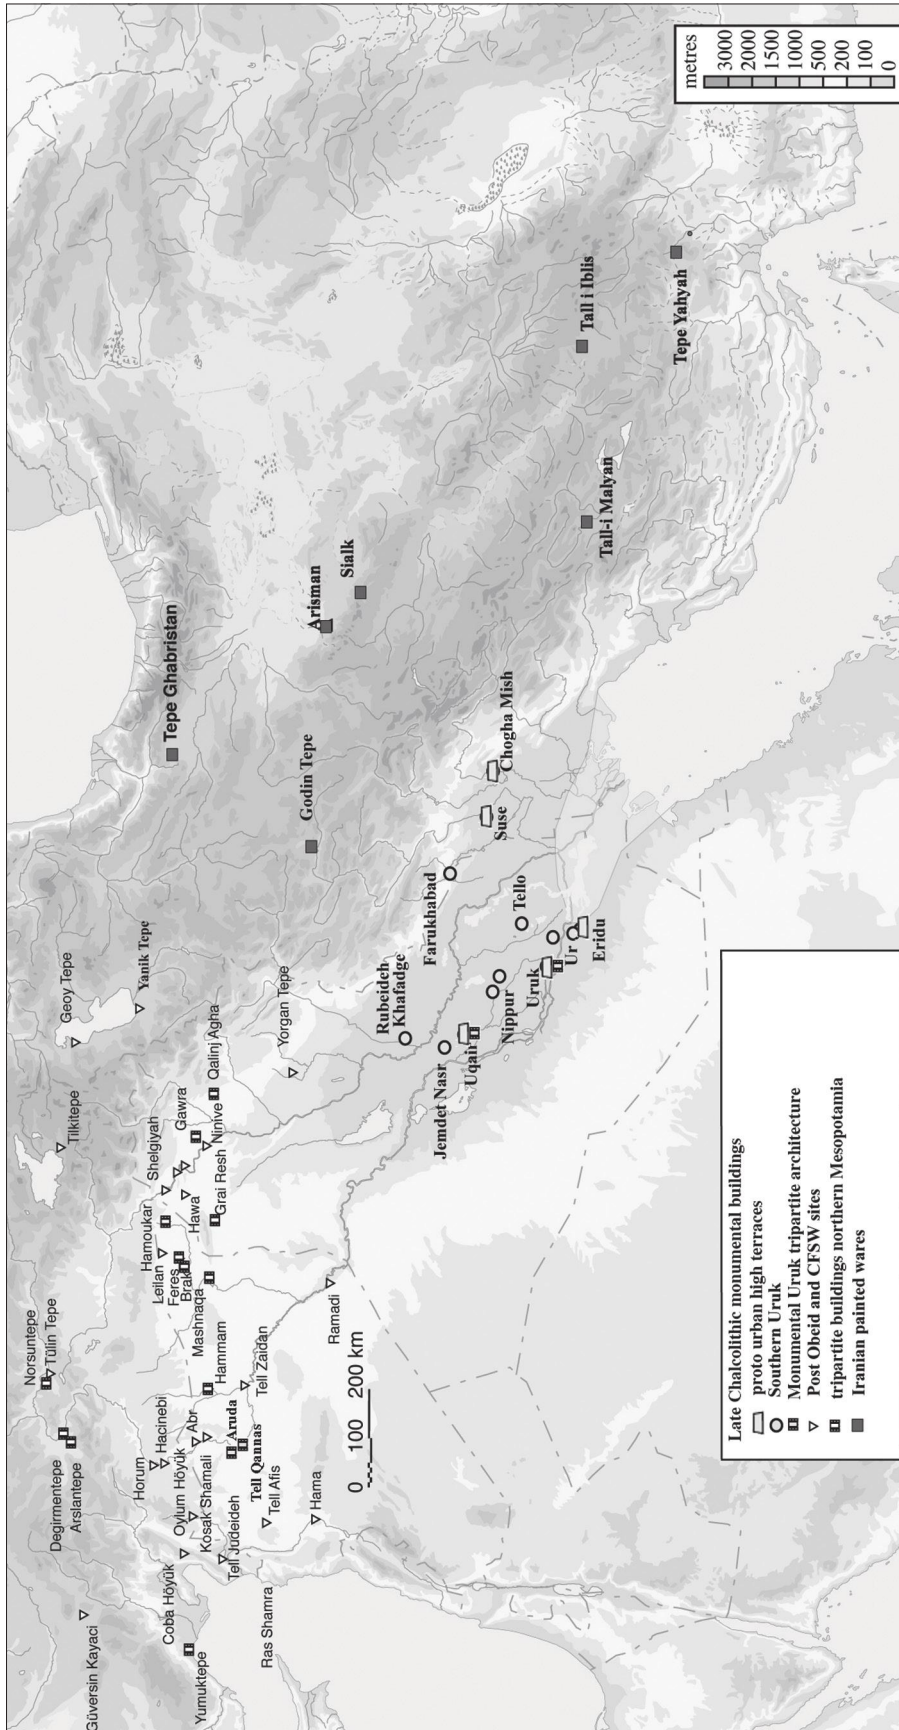 Güversin Kayaci
Yumuktepe
Coba Höyük
Ras Shamra
Degirmentepe
Arslantepe
Norsuntepe
Tülin Tepe
Horum
Hacinebi
Oylum Höyük
Abr
Kosak Shamali
Tell Judeideh
Aruda
Tell Qannas
Tell Afis
Hama
Hammam
Tell Zaidan
Mashnaqa
Brak
Feres
Leilan
Hamoukar
Ramadi
Hawa
Grai Resh
Shelgiyah
Gawra
Ninive
Qalinj Agha
Tilkitepe
Geoy Tepe
Yanik Tepe
Yorgan Tepe
Rubeideh
Khafadge
Jemdet Nasr
Uqair
Nippur
Uruk
Ur
Eridu
Tello
Farukhabad
Suse
Chogha Mish
Godin Tepe
Tepe Ghabristan
Arisman
Sialk
Tall-i Malyan
Tall i Iblis
Tepe Yahyah
0 100 200 km
Late Chalcolithic monumental buildings
proto urban high terraces
Southern Uruk
Monumental Uruk tripartite architecture
Post Obeid and CFSW sites
tripartite buildings northern Mesopotamia
Iranian painted wares
metres
3000
2000
1500
1000
500
200
100
0